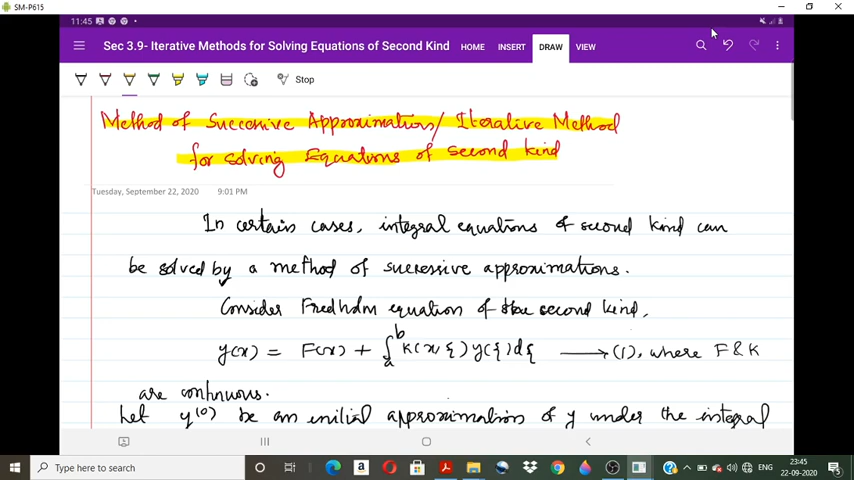 SM-P615
11:45
Sec 3.9- Iterative Methods for Solving Equations of Second Kind HOME INSERT DRAW VIEW
Stop
Method of Successive Approximation/ Iterative Method
for solving Equations of second kind
Tuesday, September 22, 2020 9:01 PM
In certain cases, integral equations of second kind can
be solved by a method of successive approximations.
Consider Fredholm equation of the second kind,
y(x) = F(x) + ∫_a^b K(x,ξ) y(ξ) dξ ⟶ (1), where F & K
are continuous.
Let y^(0) be an initial approximation of y under the integral
Type here to search
ENG
23:45
22-09-2020
5